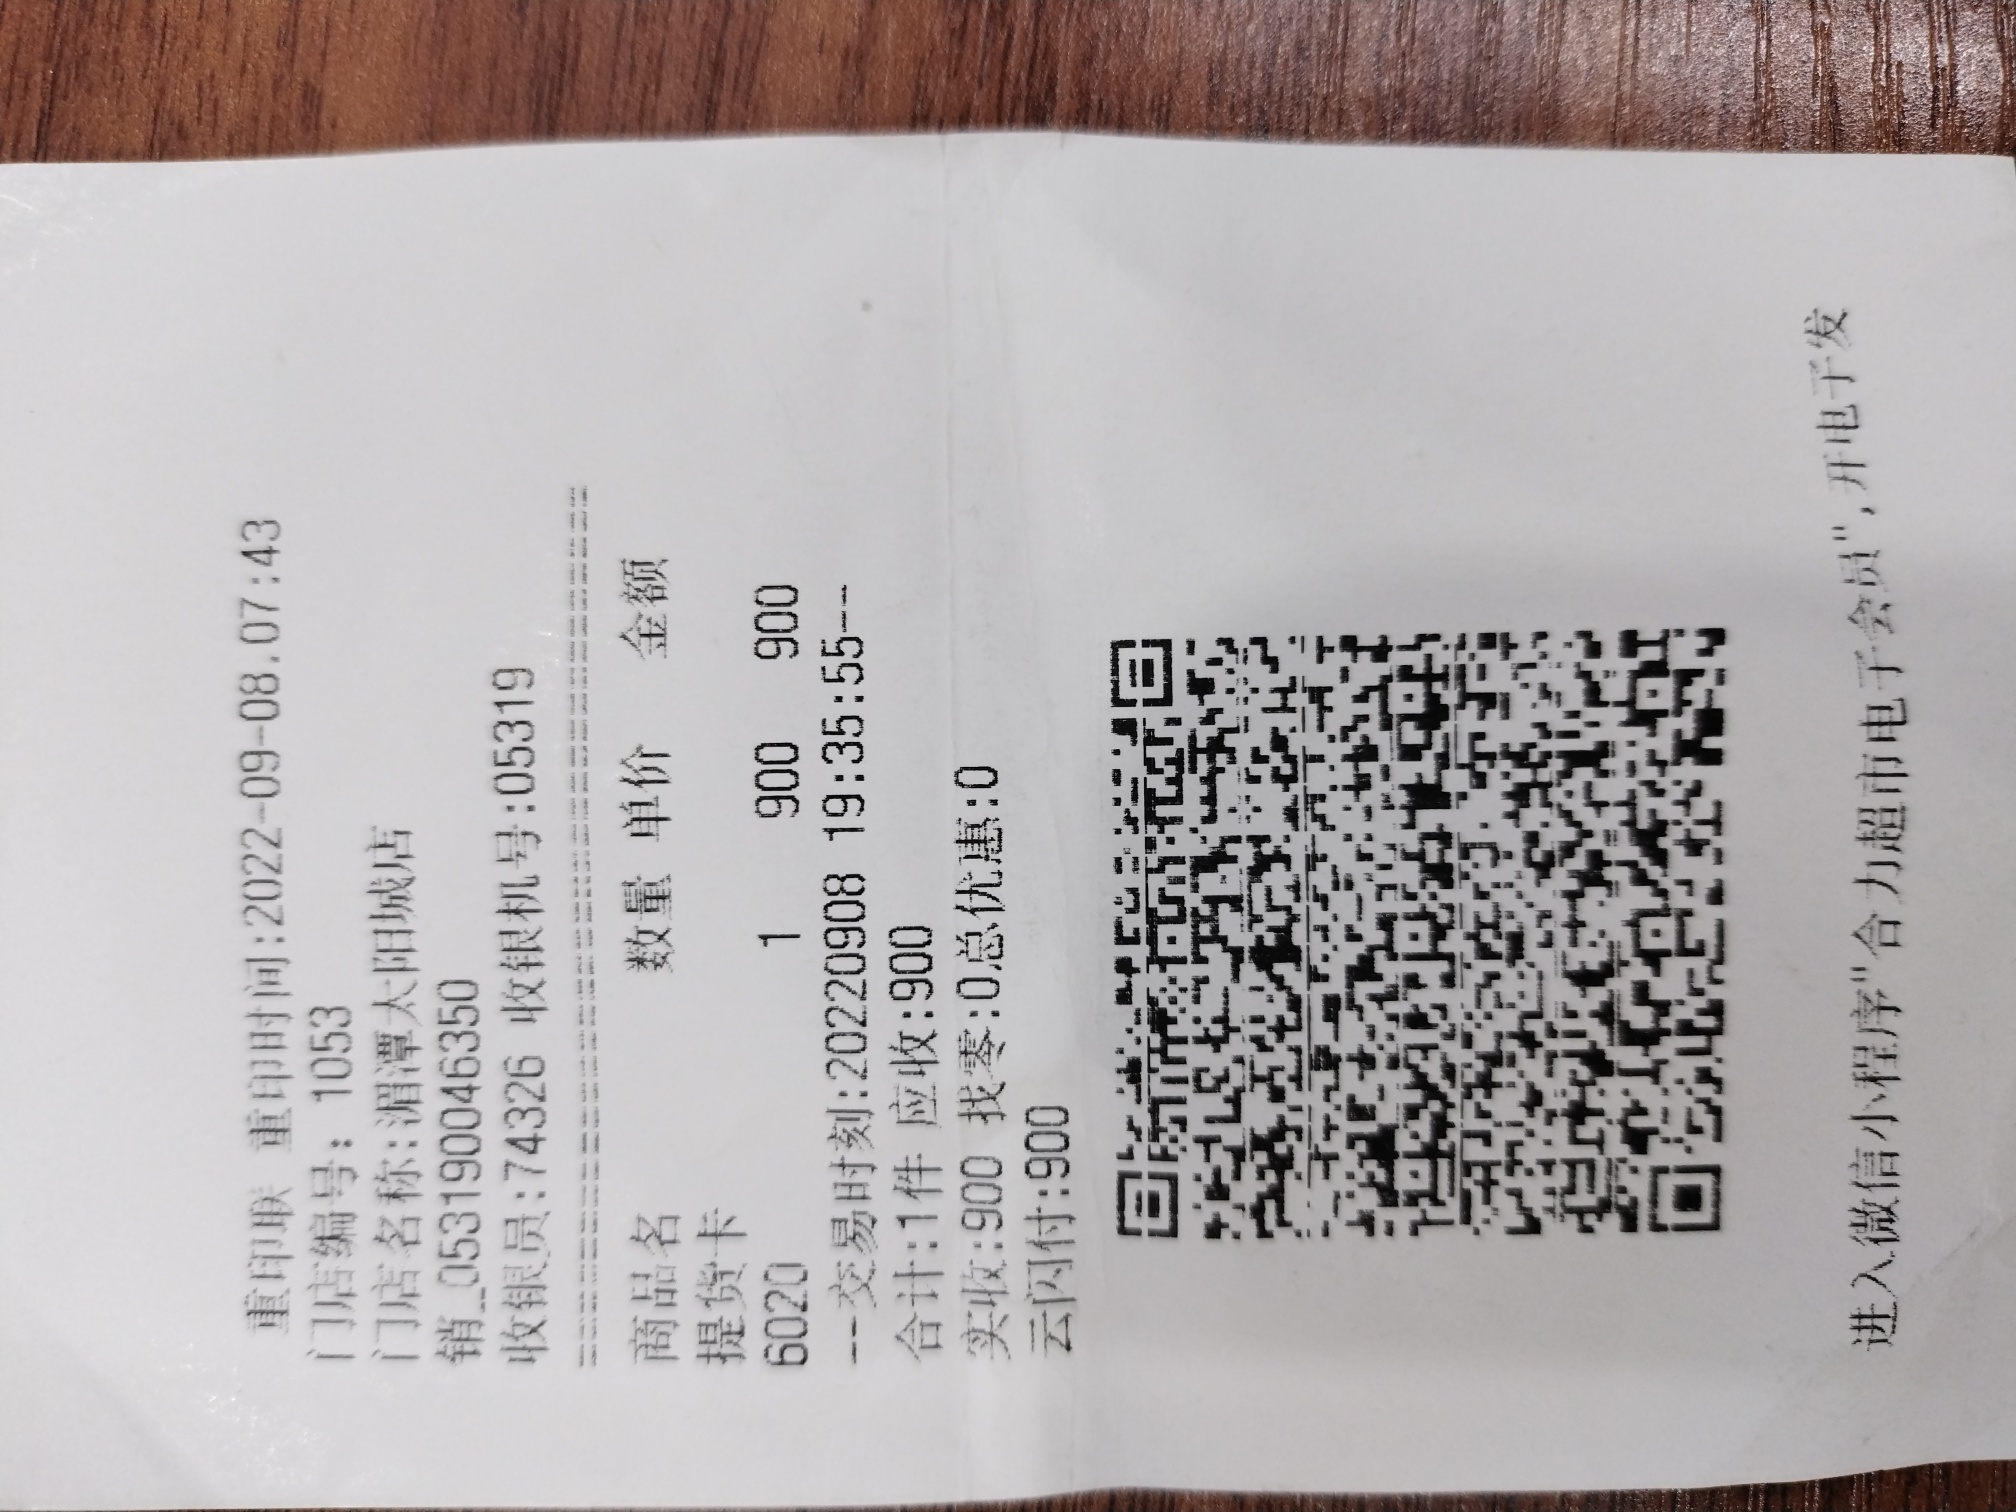 重印联 重印时间:2022-09-08.07:43
门店编号: 1053
门店名称:湄潭太阳城店
销_053190046350
收银员:74326 收银机号:05319
商品名 数量 单价 金额
提货卡
6020 1 900 900
--交易时刻:20220908 19:35:55--
合计:1件 应收:900
实收:900 找零:0总优惠:0
云闪付:900
进入微信小程序"合力超市电子会员",开电子发